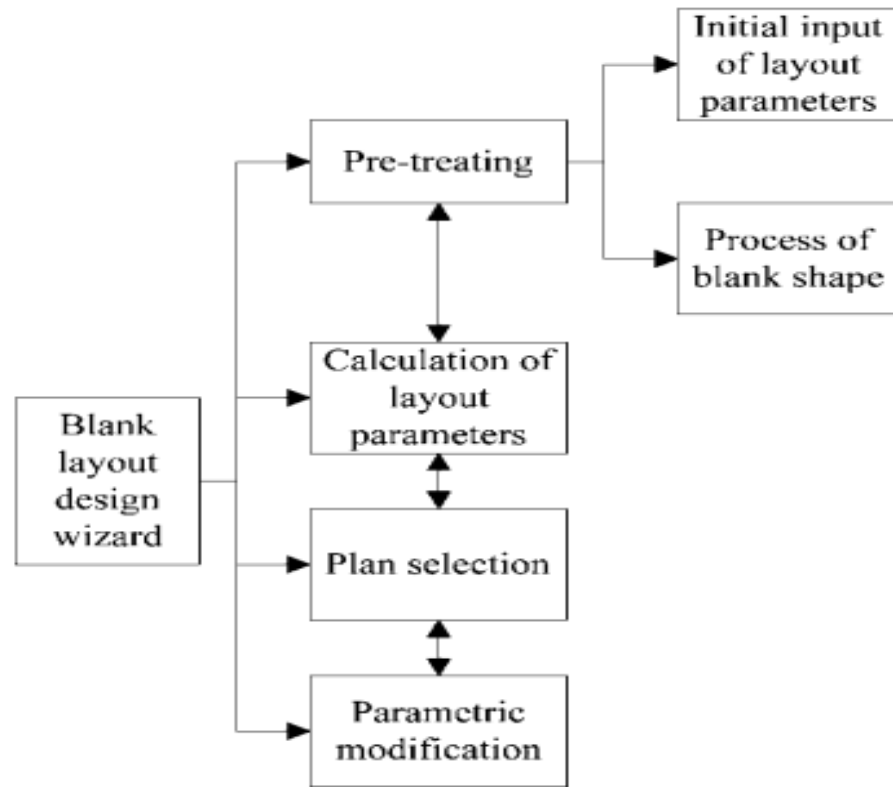 Initial input
of layout
parameters
Pre-treating
Process of
blank shape
Calculation of
layout
parameters
Blank
layout
design
wizard
Plan selection
Parametric
modification